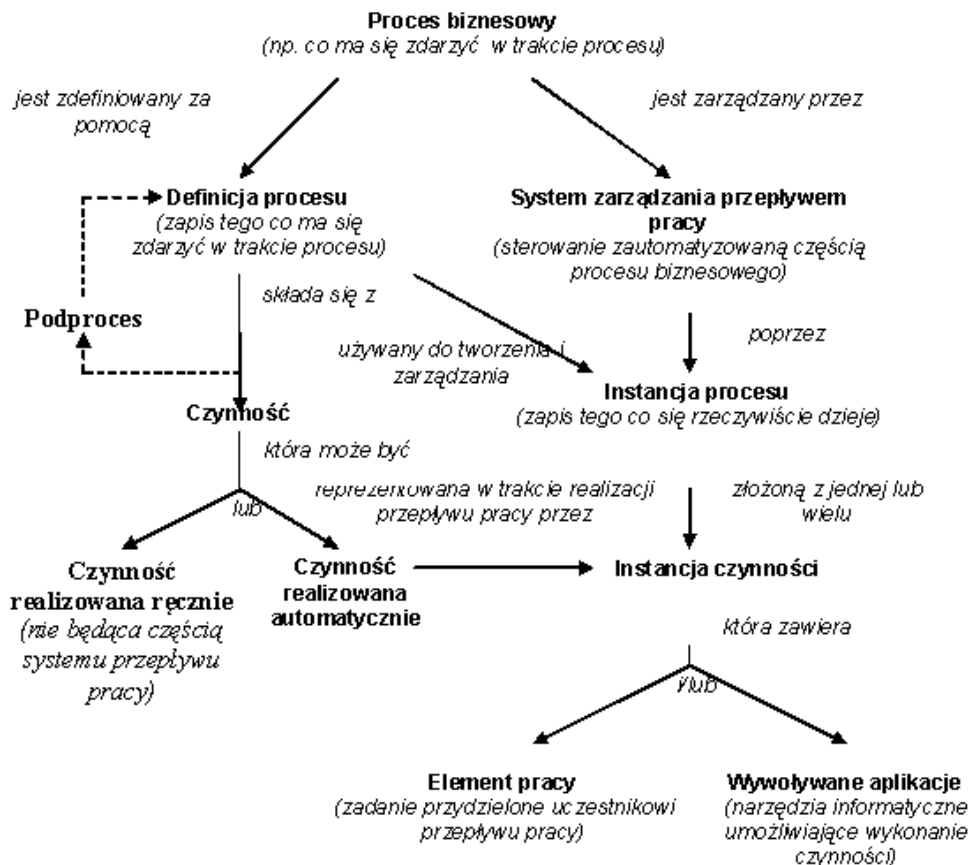 Proces biznesowy
(np. co ma się zdarzyć w trakcie procesu)
jest zdefiniowany za
pomocą
jest zarządzany przez
Definicja procesu
(zapis tego co ma się
zdarzyć w trakcie procesu)
System zarządzania przepływem
pracy
(sterowanie zautomatyzowaną częścią
procesu biznesowego)
składa się z
Podproces
używany do tworzenia i
zarządzania
poprzez
Instancja procesu
(zapis tego co się rzeczywiście dzieje)
Czynność
która może być
lub
reprezentowana w trakcie realizacji
przepływu pracy przez
złożoną z jednej lub
wielu
Czynność
realizowana ręcznie
(nie będąca częścią
systemu przepływu
pracy)
Czynność
realizowana
automatycznie
Instancja czynności
która zawiera
i/lub
Element pracy
(zadanie przydzielone uczestnikowi
przepływu pracy)
Wywoływane aplikacje
(narzędzia informatyczne
umożliwiające wykonanie
czynności)